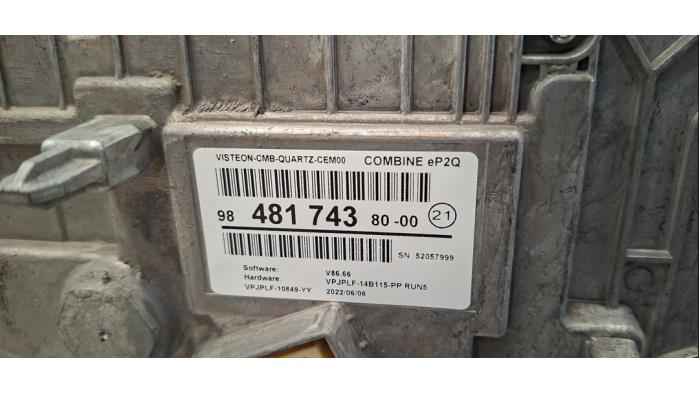 VISTEON-CMB-QUARTZ-CEM00 COMBINE eP2Q
98 481 743 80-00 21
SN 52057999
Software: V86.66
Hardware: VPJPLF-14B115-PP RUN5
VPJPLF-10849-YY 2022/06/06